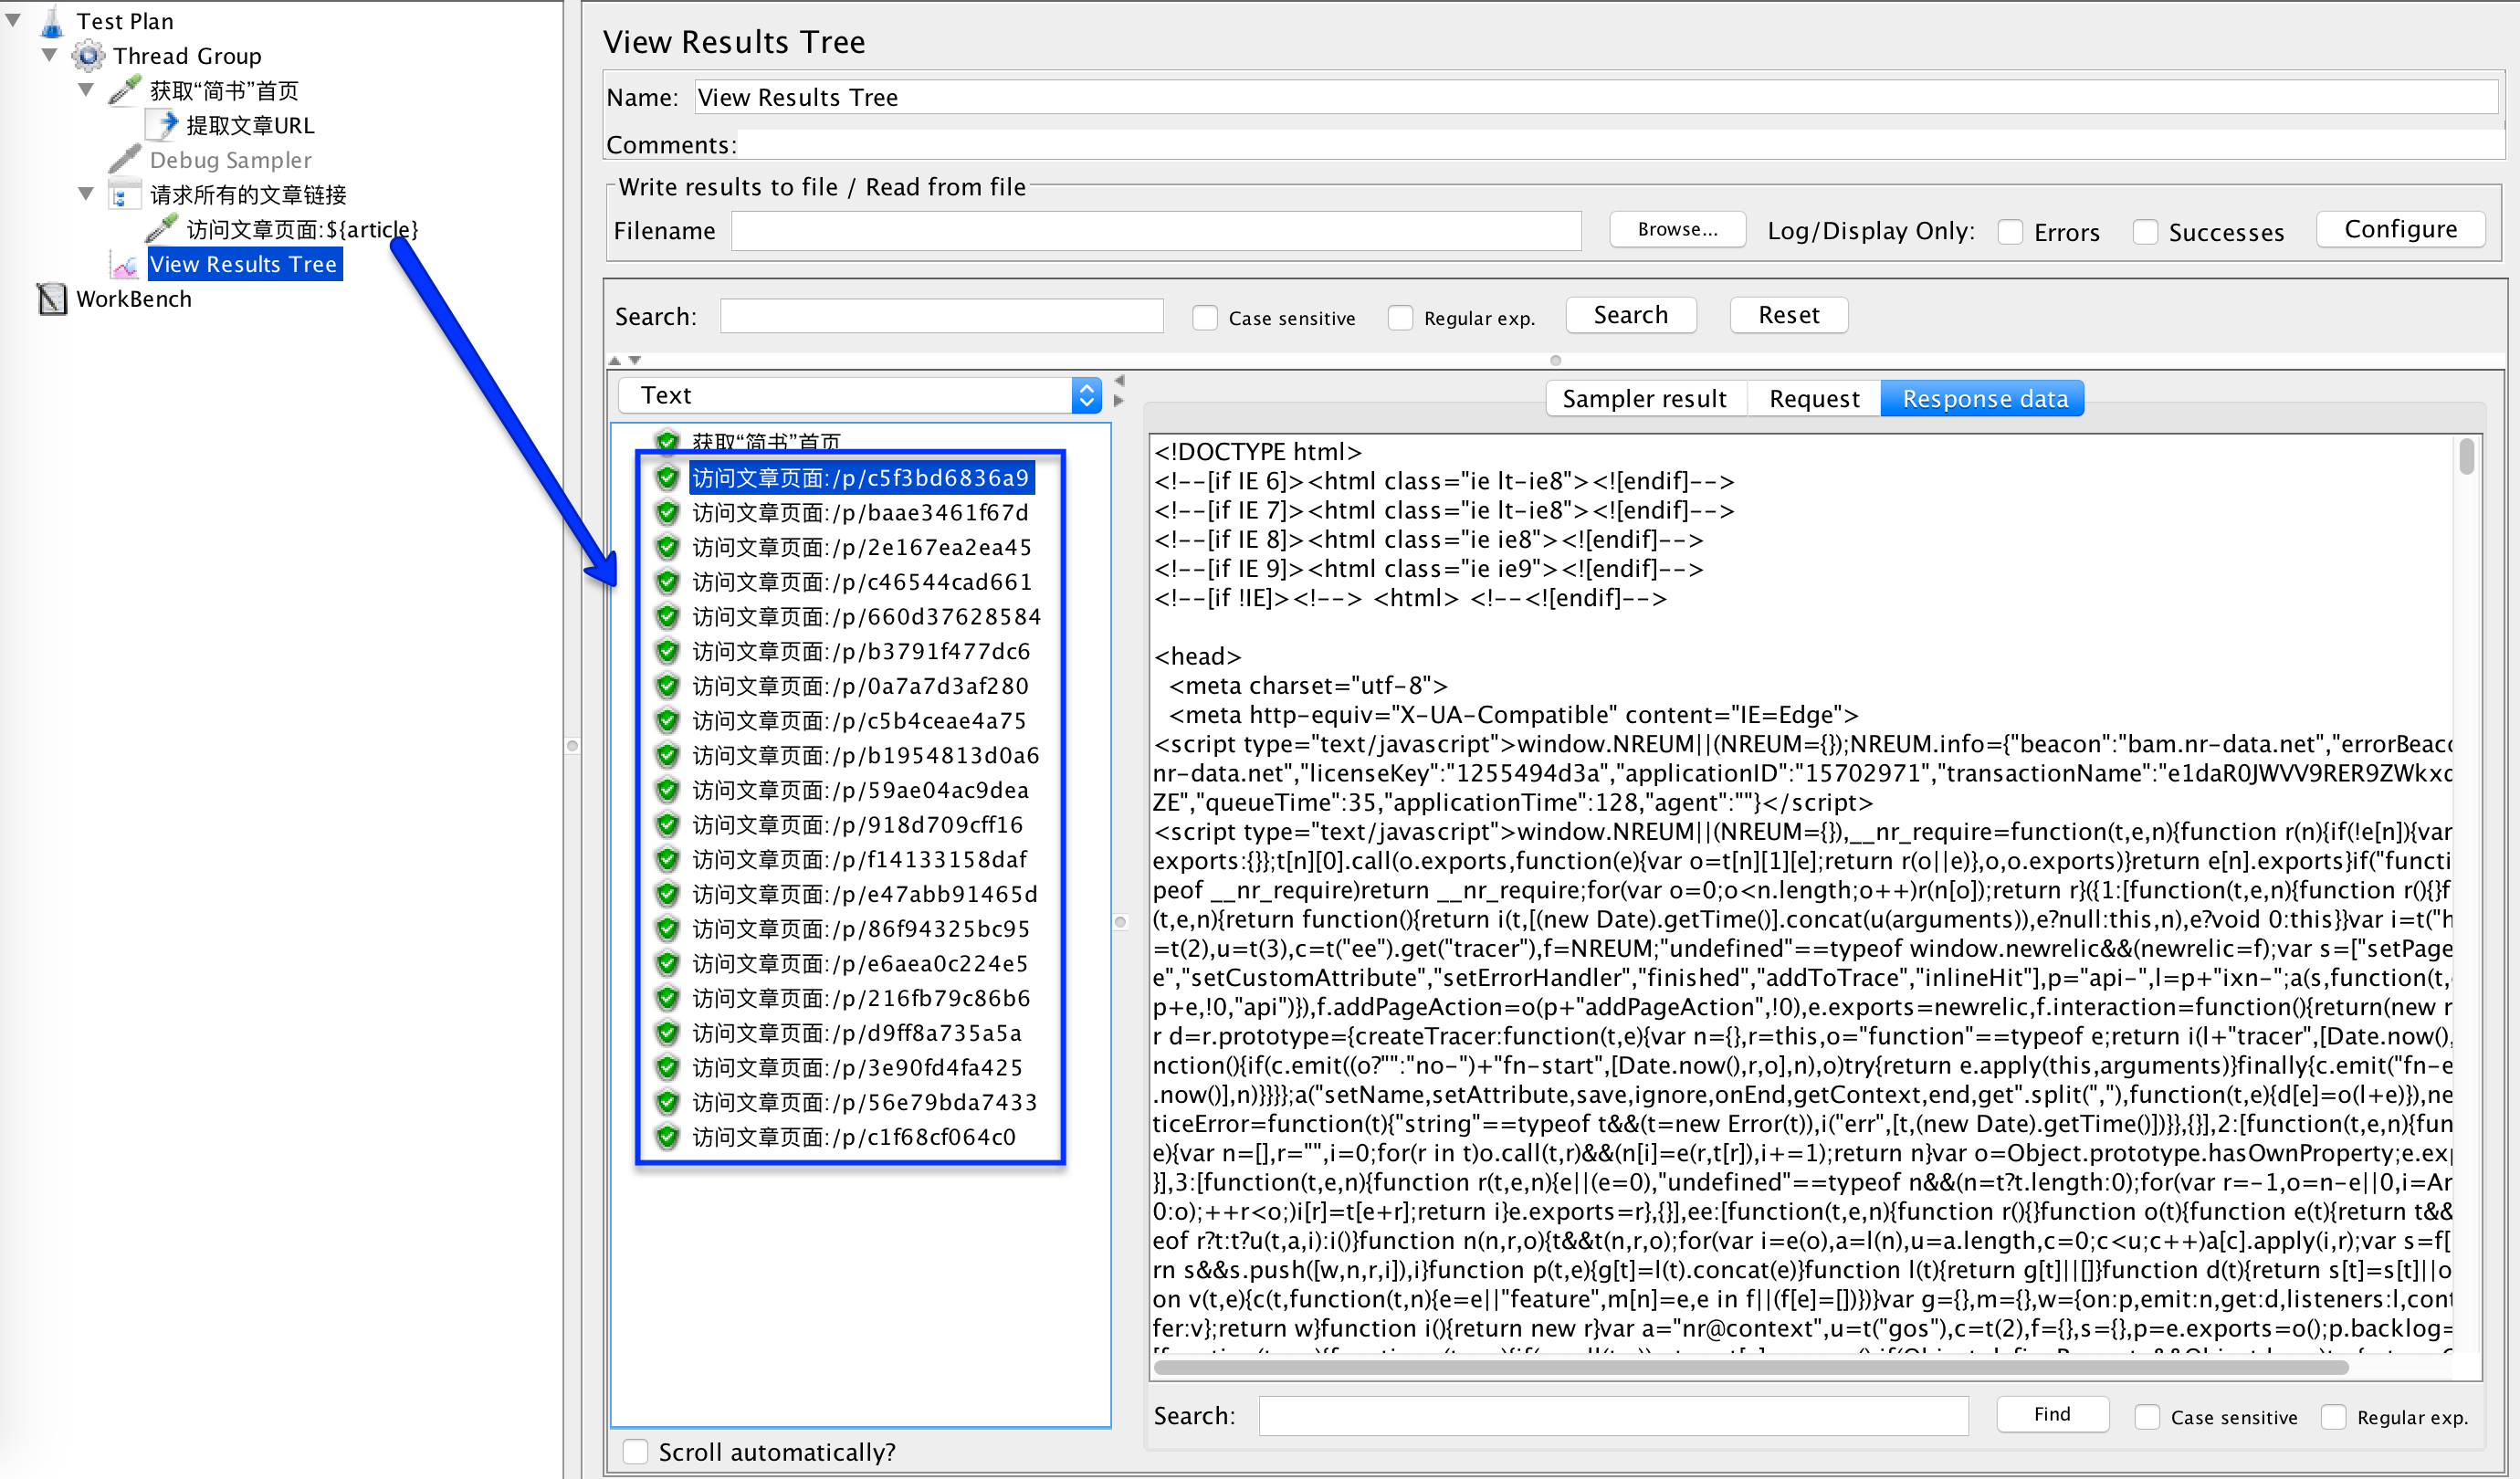 Test Plan
Thread Group
获取“简书”首页
提取文章URL
Debug Sampler
请求所有的文章链接
访问文章页面:${article}
View Results Tree
WorkBench
View Results Tree
Name: View Results Tree
Comments:
Write results to file / Read from file
Filename Browse... Log/Display Only: Errors Successes Configure
Search: Case sensitive Regular exp. Search Reset
Text
获取“简书”首页
访问文章页面:/p/c5f3bd6836a9
访问文章页面:/p/baae3461f67d
访问文章页面:/p/2e167ea2ea45
访问文章页面:/p/c46544cad661
访问文章页面:/p/660d37628584
访问文章页面:/p/b3791f477dc6
访问文章页面:/p/0a7a7d3af280
访问文章页面:/p/c5b4ceae4a75
访问文章页面:/p/b1954813d0a6
访问文章页面:/p/59ae04ac9dea
访问文章页面:/p/918d709cff16
访问文章页面:/p/f14133158daf
访问文章页面:/p/e47abb91465d
访问文章页面:/p/86f94325bc95
访问文章页面:/p/e6aea0c224e5
访问文章页面:/p/216fb79c86b6
访问文章页面:/p/d9ff8a735a5a
访问文章页面:/p/3e90fd4fa425
访问文章页面:/p/56e79bda7433
访问文章页面:/p/c1f68cf064c0
Scroll automatically?
Sampler result Request Response data
<!DOCTYPE html>
<!--[if IE 6]><html class="ie lt-ie8"><![endif]-->
<!--[if IE 7]><html class="ie lt-ie8"><![endif]-->
<!--[if IE 8]><html class="ie ie8"><![endif]-->
<!--[if IE 9]><html class="ie ie9"><![endif]-->
<!--[if !IE]><!--> <html> <!--<![endif]-->
<head>
<meta charset="utf-8">
<meta http-equiv="X-UA-Compatible" content="IE=Edge">
<script type="text/javascript">window.NREUM||(NREUM={});NREUM.info={"beacon":"bam.nr-data.net","errorBeac
nr-data.net","licenseKey":"1255494d3a","applicationID":"15702971","transactionName":"e1daR0JWVV9RER9ZWkxc
ZE","queueTime":35,"applicationTime":128,"agent":""}</script>
<script type="text/javascript">window.NREUM||(NREUM={}),__nr_require=function(t,e,n){function r(n){if(!e[n]){var
exports:{}};t[n][0].call(o.exports,function(e){var o=t[n][1][e];return r(o||e)},o,o.exports)}return e[n].exports}if("functi
peof __nr_require)return __nr_require;for(var o=0;o<n.length;o++)r(n[o]);return r}({1:[function(t,e,n){function r(){}f
(t,e,n){return function(){return i(t,[(new Date).getTime()].concat(u(arguments)),e?null:this,n),e?void 0:this}}var i=t("h
=t(2),u=t(3),c=t("ee").get("tracer"),f=NREUM;"undefined"==typeof window.newrelic&&(newrelic=f);var s=["setPage
e","setCustomAttribute","setErrorHandler","finished","addToTrace","inlineHit"],p="api-",l=p+"ixn-";a(s,function(t,
p+e,!0,"api")}),f.addPageAction=o(p+"addPageAction",!0),e.exports=newrelic,f.interaction=function(){return(new r
r d=r.prototype={createTracer:function(t,e){var n={},r=this,o="function"==typeof e;return i(l+"tracer",[Date.now(),
nction(){if(c.emit((o?"":"no-")+"fn-start",[Date.now(),r,o],n),o)try{return e.apply(this,arguments)}finally{c.emit("fn-e
.now()],n)}}}};a("setName,setAttribute,save,ignore,onEnd,getContext,end,get".split(","),function(t,e){d[e]=o(l+e)}),ne
ticeError=function(t){"string"==typeof t&&(t=new Error(t)),i("err",[t,(new Date).getTime()])}},{}],2:[function(t,e,n){fun
e){var n=[],r="",i=0;for(r in t)o.call(t,r)&&(n[i]=e(r,t[r]),i+=1);return n}var o=Object.prototype.hasOwnProperty;e.ex
}],3:[function(t,e,n){function r(t,e,n){e||(e=0),"undefined"==typeof n&&(n=t?t.length:0);for(var r=-1,o=n-e||0,i=Ar
0:o);++r<o;)i[r]=t[e+r];return i}e.exports=r},{}],ee:[function(t,e,n){function r(){}function o(t){function e(t){return t&&
eof r?t:t?u(t,a,i):i()}function n(n,r,o){t&&t(n,r,o);for(var i=e(o),a=l(n),u=a.length,c=0;c<u;c++)a[c].apply(i,r);var s=f[
rn s&&s.push([w,n,r,i]),i}function p(t,e){g[t]=l(t).concat(e)}function l(t){return g[t]||[]}function d(t){return s[t]=s[t]||o
on v(t,e){c(t,function(t,n){e=e||"feature",m[n]=e,e in f||(f[e]=[])})}var g={},m={},w={on:p,emit:n,get:d,listeners:l,cont
fer:v};return w}function i(){return new r}var a="nr@context",u=t("gos"),c=t(2),f={},s={},p=e.exports=o();p.backlog=
Search: Find Case sensitive Regular exp.